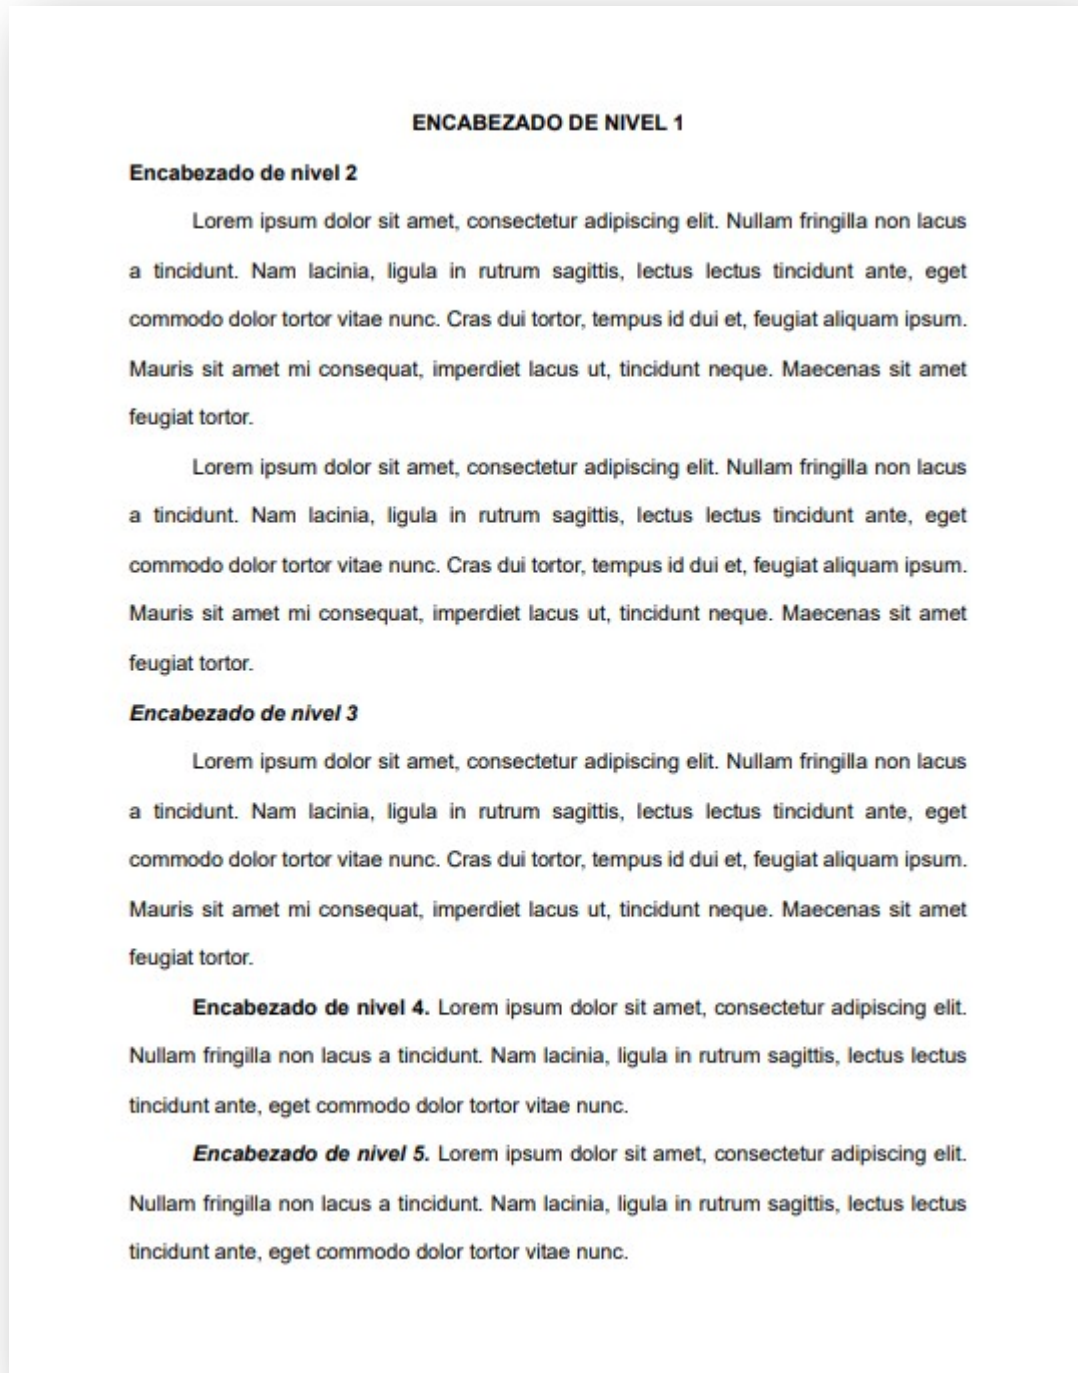 ENCABEZADO DE NIVEL 1
Encabezado de nivel 2
Lorem ipsum dolor sit amet, consectetur adipiscing elit. Nullam fringilla non lacus
a tincidunt. Nam lacinia, ligula in rutrum sagittis, lectus lectus tincidunt ante, eget
commodo dolor tortor vitae nunc. Cras dui tortor, tempus id dui et, feugiat aliquam ipsum.
Mauris sit amet mi consequat, imperdiet lacus ut, tincidunt neque. Maecenas sit amet
feugiat tortor.
Lorem ipsum dolor sit amet, consectetur adipiscing elit. Nullam fringilla non lacus
a tincidunt. Nam lacinia, ligula in rutrum sagittis, lectus lectus tincidunt ante, eget
commodo dolor tortor vitae nunc. Cras dui tortor, tempus id dui et, feugiat aliquam ipsum.
Mauris sit amet mi consequat, imperdiet lacus ut, tincidunt neque. Maecenas sit amet
feugiat tortor.
Encabezado de nivel 3
Lorem ipsum dolor sit amet, consectetur adipiscing elit. Nullam fringilla non lacus
a tincidunt. Nam lacinia, ligula in rutrum sagittis, lectus lectus tincidunt ante, eget
commodo dolor tortor vitae nunc. Cras dui tortor, tempus id dui et, feugiat aliquam ipsum.
Mauris sit amet mi consequat, imperdiet lacus ut, tincidunt neque. Maecenas sit amet
feugiat tortor.
Encabezado de nivel 4. Lorem ipsum dolor sit amet, consectetur adipiscing elit.
Nullam fringilla non lacus a tincidunt. Nam lacinia, ligula in rutrum sagittis, lectus lectus
tincidunt ante, eget commodo dolor tortor vitae nunc.
Encabezado de nivel 5. Lorem ipsum dolor sit amet, consectetur adipiscing elit.
Nullam fringilla non lacus a tincidunt. Nam lacinia, ligula in rutrum sagittis, lectus lectus
tincidunt ante, eget commodo dolor tortor vitae nunc.